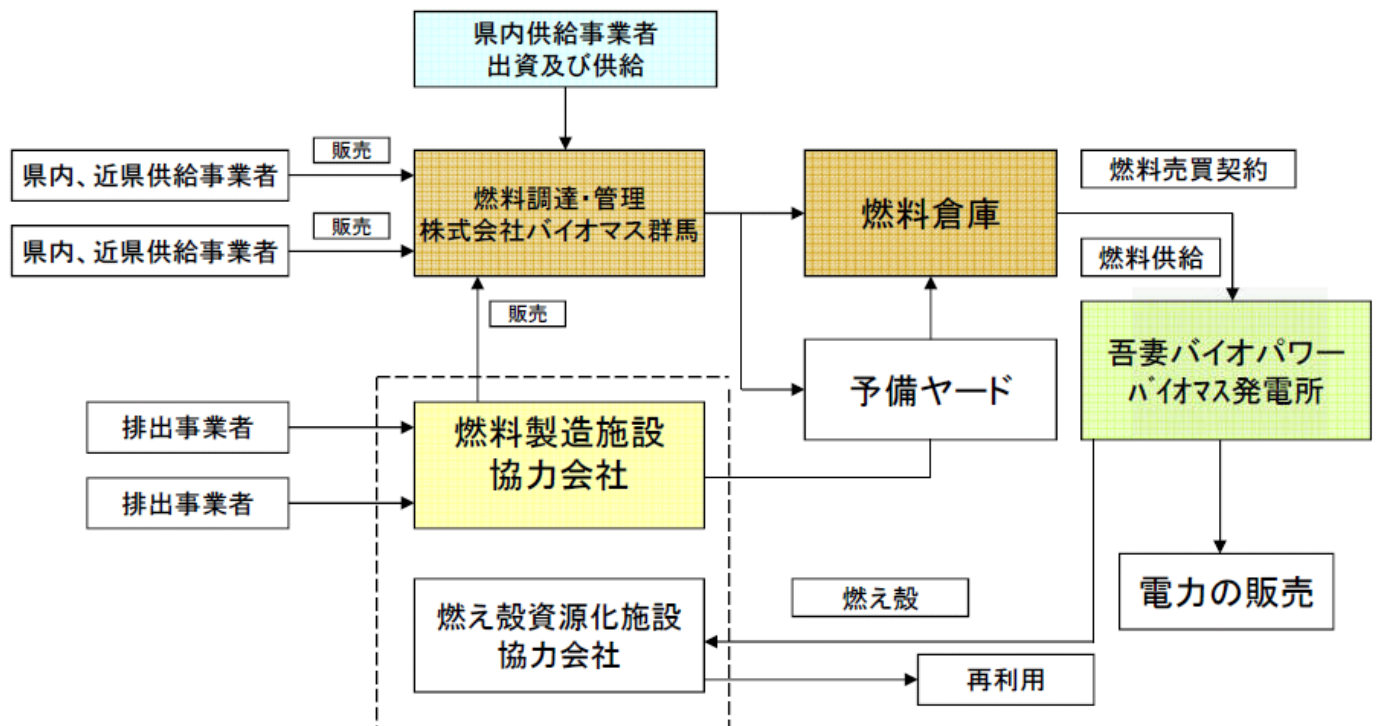 県内供給事業者
出資及び供給
販売
県内、近県供給事業者
販売
県内、近県供給事業者
燃料調達・管理
株式会社バイオマス群馬
燃料倉庫
燃料売買契約
燃料供給
販売
吾妻バイオパワー
バイオマス発電所
予備ヤード
排出事業者
排出事業者
燃料製造施設
協力会社
電力の販売
燃え殻
燃え殻資源化施設
協力会社
再利用